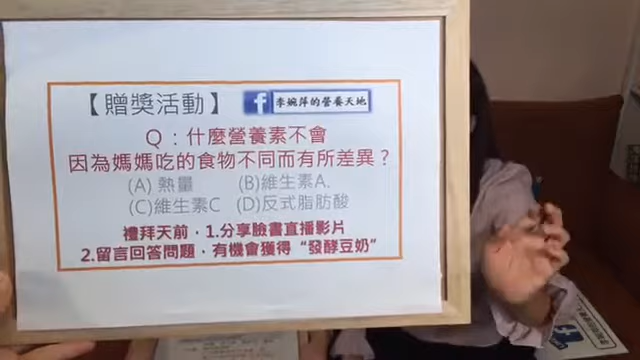 【贈獎活動】
f 李婉萍的營養天地
Q：什麼營養素不會
因為媽媽吃的食物不同而有所差異？
(A) 熱量 (B)維生素A.
(C)維生素C (D)反式脂肪酸
禮拜天前，1.分享臉書直播影片
2.留言回答問題，有機會獲得“發酵豆奶”